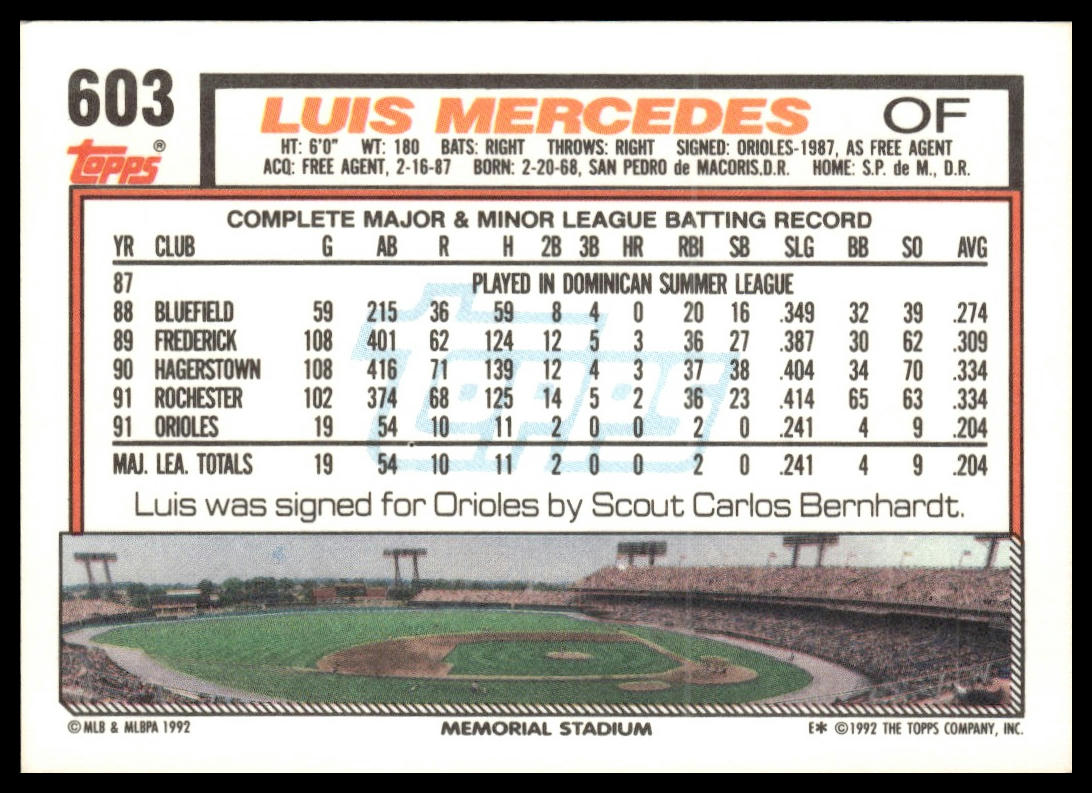 603
LUIS MERCEDES OF
topps®
HT: 6'0" WT: 180 BATS: RIGHT THROWS: RIGHT SIGNED: ORIOLES-1987, AS FREE AGENT
ACQ: FREE AGENT, 2-16-87 BORN: 2-20-68, SAN PEDRO de MACORIS,D.R. HOME: S.P. de M., D.R.
COMPLETE MAJOR & MINOR LEAGUE BATTING RECORD
YR CLUB G AB R H 2B 3B HR RBI SB SLG BB SO AVG
87 PLAYED IN DOMINICAN SUMMER LEAGUE
88 BLUEFIELD 59 215 36 59 8 4 0 20 16 .349 32 39 .274
89 FREDERICK 108 401 62 124 12 5 3 36 27 .387 30 62 .309
90 HAGERSTOWN 108 416 71 139 12 4 3 37 38 .404 34 70 .334
91 ROCHESTER 102 374 68 125 14 5 2 36 23 .414 65 63 .334
91 ORIOLES 19 54 10 11 2 0 0 2 0 .241 4 9 .204
MAJ. LEA. TOTALS 19 54 10 11 2 0 0 2 0 .241 4 9 .204
topps
Luis was signed for Orioles by Scout Carlos Bernhardt.
© MLB & MLBPA 1992 MEMORIAL STADIUM E* © 1992 THE TOPPS COMPANY, INC.